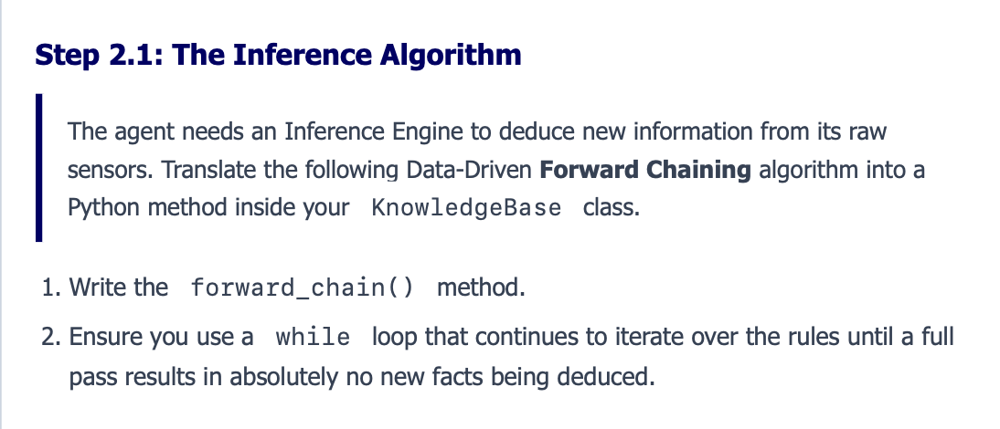 Step 2.1: The Inference Algorithm
The agent needs an Inference Engine to deduce new information from its raw
sensors. Translate the following Data-Driven Forward Chaining algorithm into a
Python method inside your KnowledgeBase class.
1. Write the forward_chain() method.
2. Ensure you use a while loop that continues to iterate over the rules until a full
pass results in absolutely no new facts being deduced.